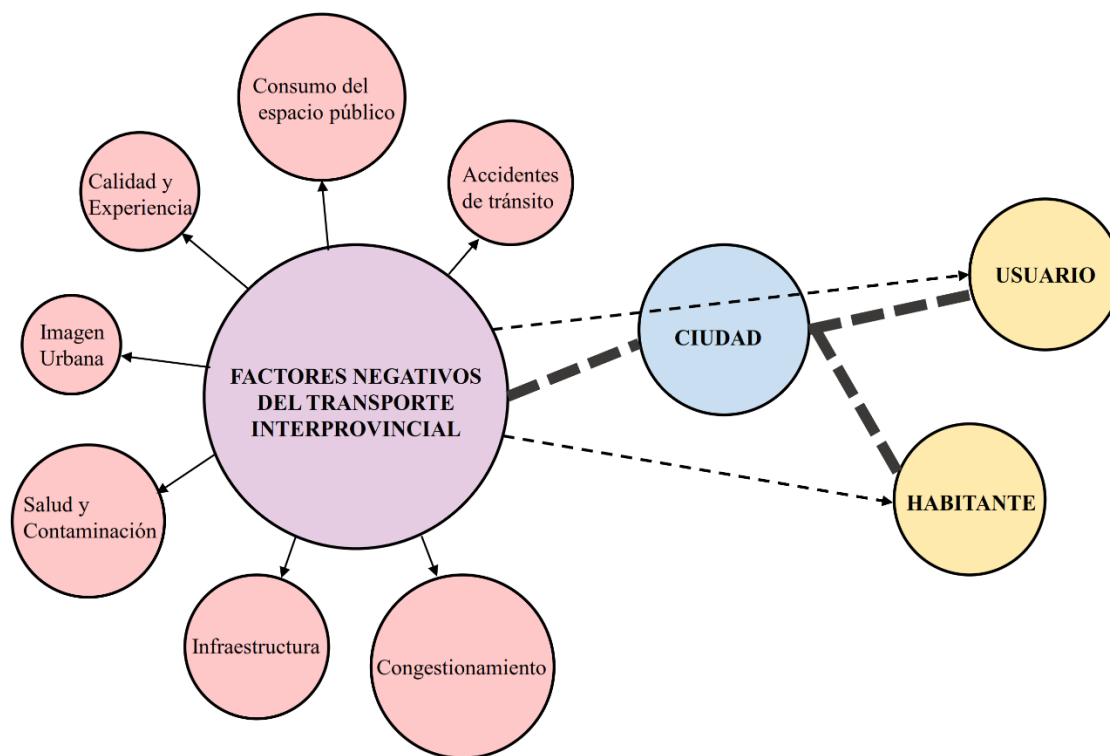 Consumo del
espacio público
Accidentes
de tránsito
Calidad y
Experiencia
USUARIO
Imagen
Urbana
CIUDAD
FACTORES NEGATIVOS
DEL TRANSPORTE
INTERPROVINCIAL
Salud y
Contaminación
HABITANTE
Infraestructura
Congestionamiento